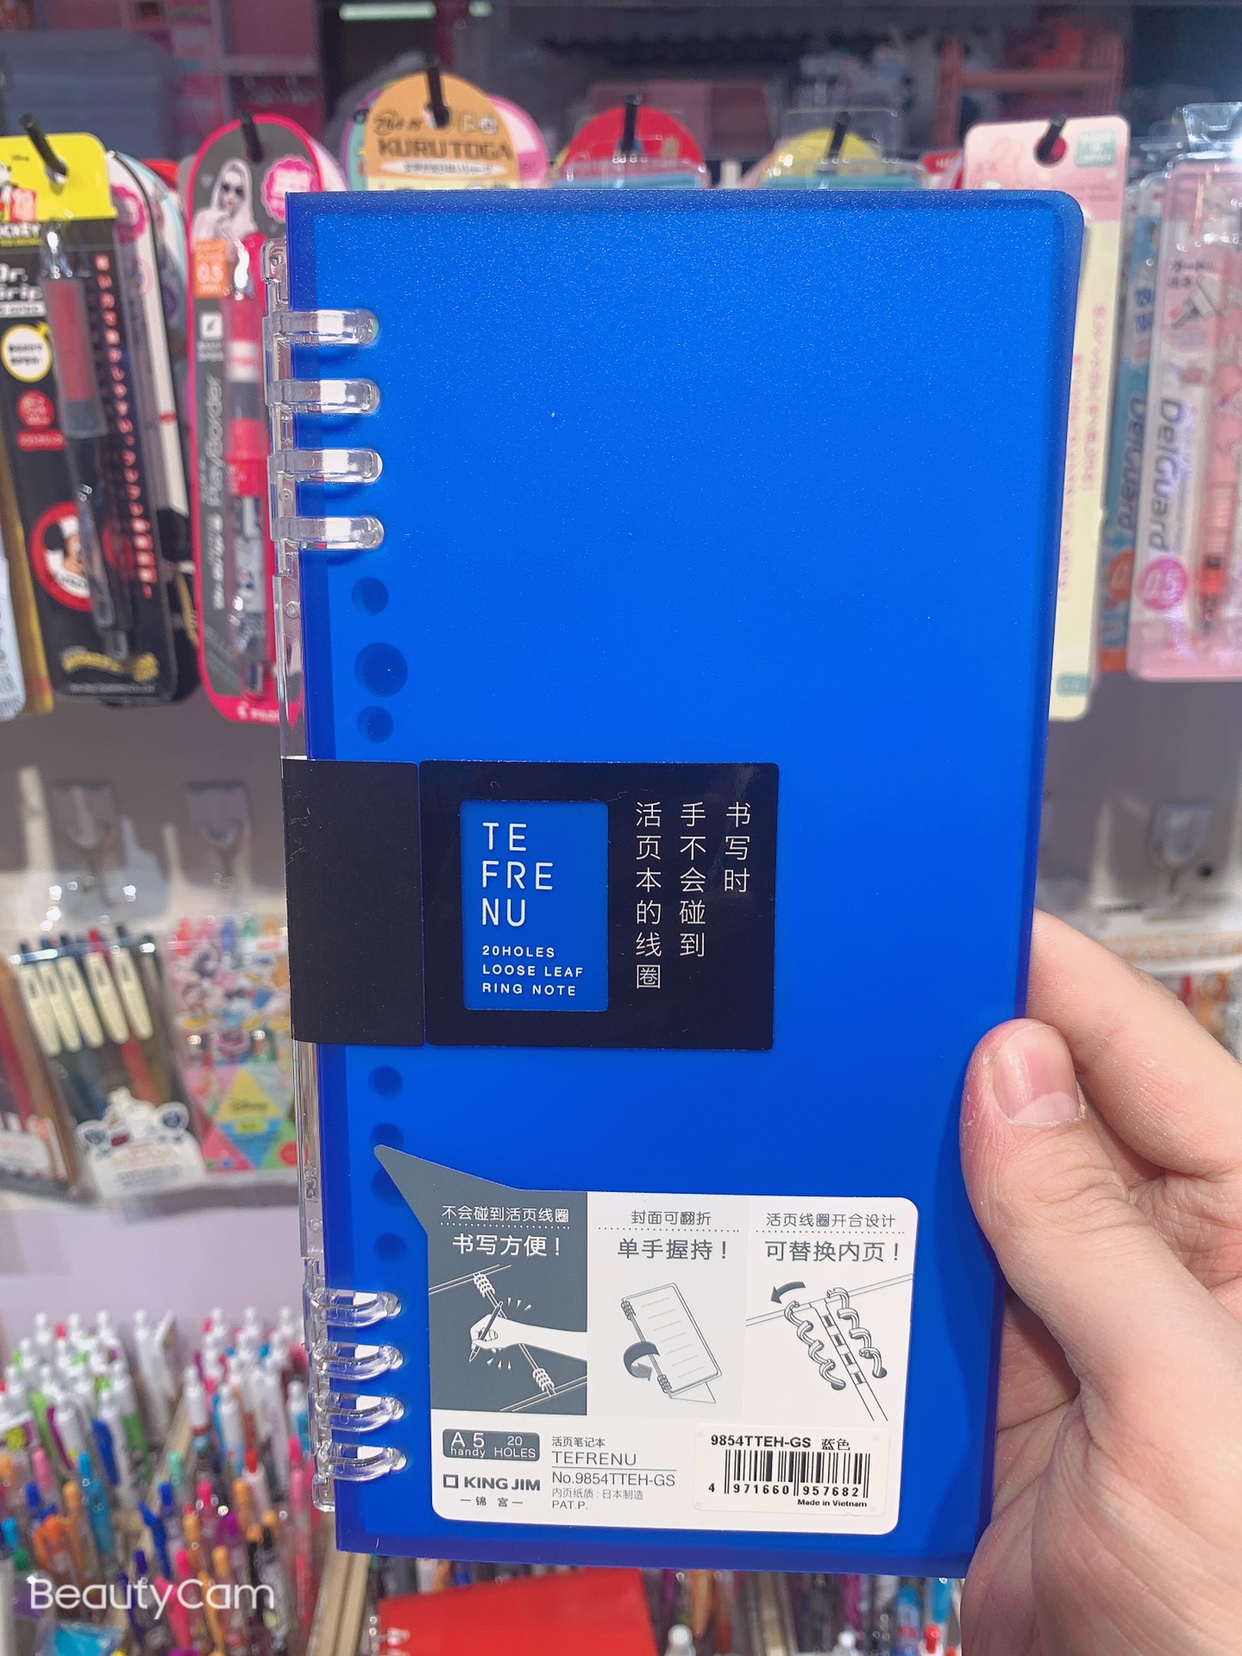 KURUTOGA
0.5
DelGuard
DelGuard
TE
FRE
NU
20HOLES
LOOSE LEAF
RING NOTE
书写时
手不会碰到
活页本的线圈
不会碰到活页线圈
书写方便！
封面可翻折
单手握持！
活页线圈开合设计
可替换内页！
A5 handy
20 HOLES
KING JIM
锦宫
活页笔记本
TEFRENU
No.9854TTEH-GS
内页纸质:日本制造
PAT.P.
9854TTEH-GS 蓝色
4 971660 957682
Made in Vietnam
BeautyCam